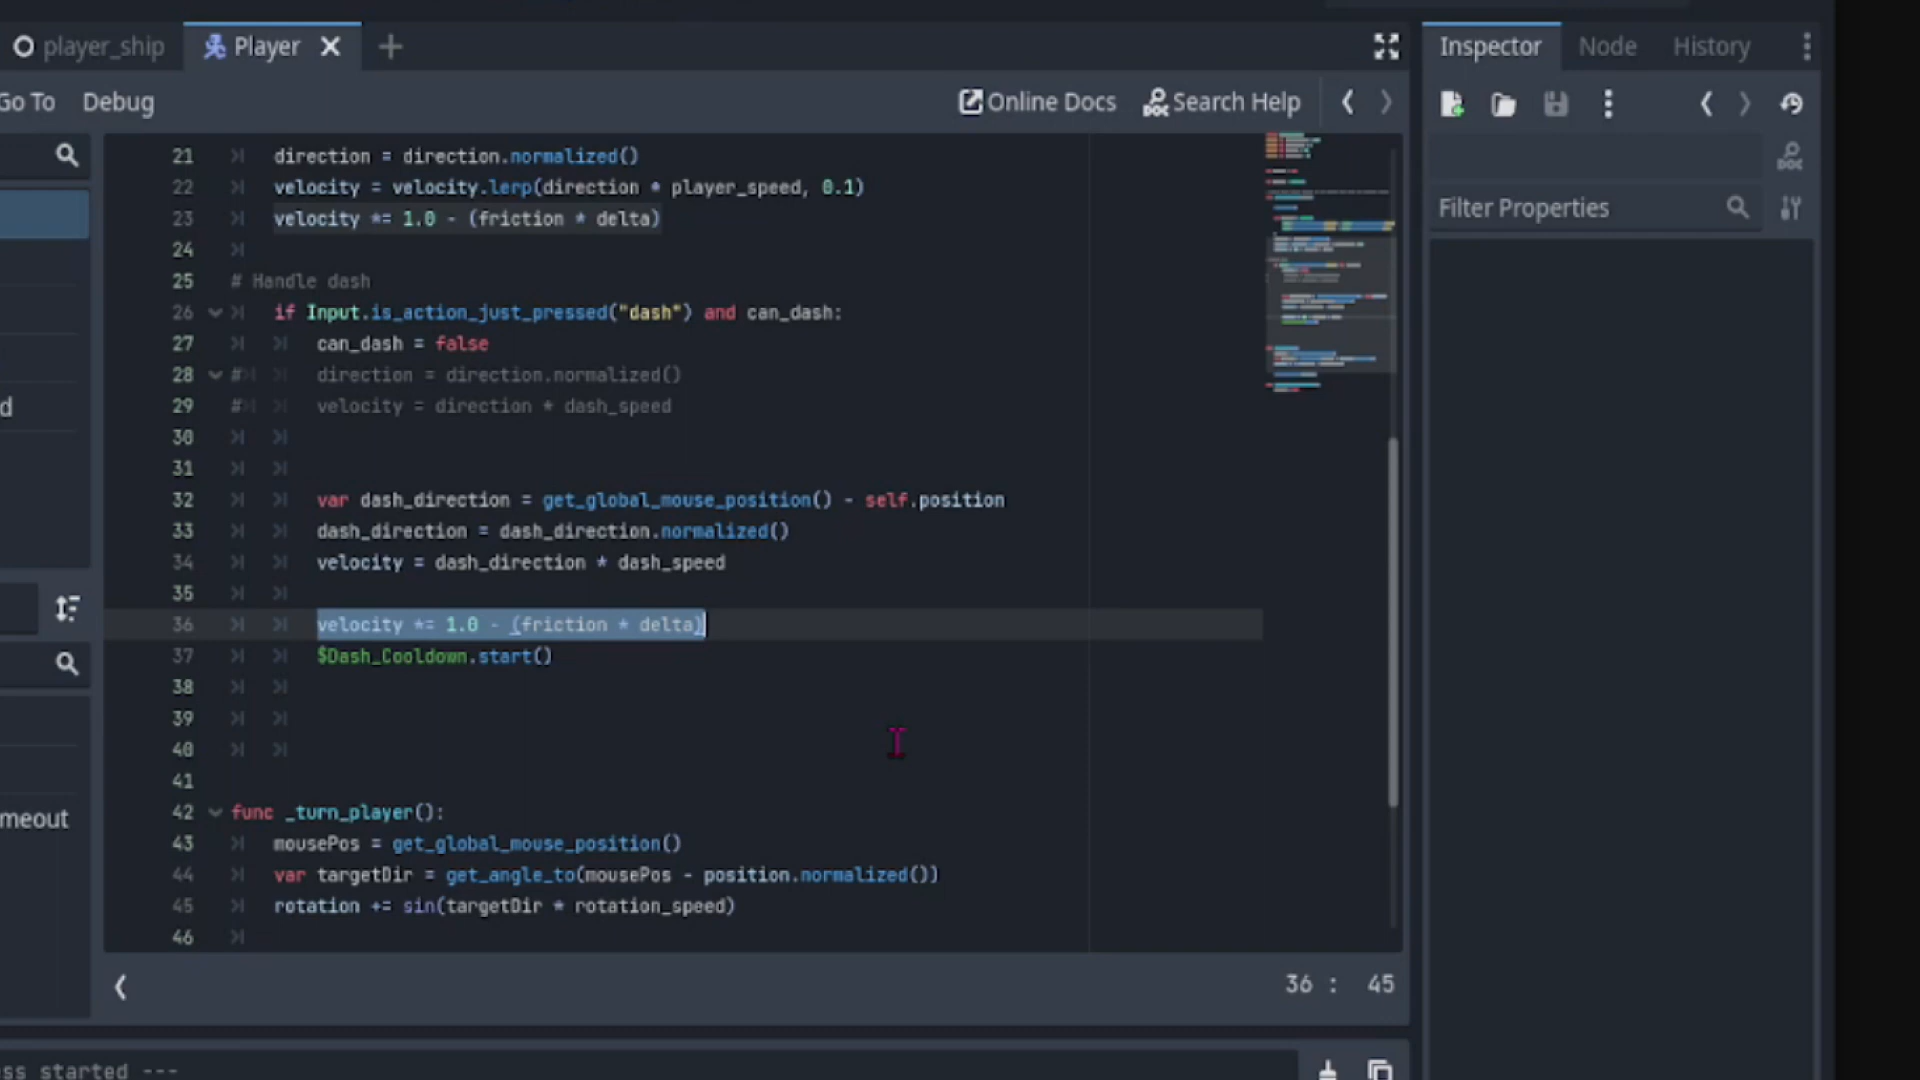 player_ship Player
Go To Debug Online Docs Search Help
Inspector Node History
Filter Properties
21 direction = direction.normalized()
22 velocity = velocity.lerp(direction * player_speed, 0.1)
23 velocity *= 1.0 - (friction * delta)
24
25 # Handle dash
26 if Input.is_action_just_pressed("dash") and can_dash:
27 can_dash = false
28 # direction = direction.normalized()
29 # velocity = direction * dash_speed
30
31
32 var dash_direction = get_global_mouse_position() - self.position
33 dash_direction = dash_direction.normalized()
34 velocity = dash_direction * dash_speed
35
36 velocity *= 1.0 - (friction * delta)
37 $Dash_Cooldown.start()
38
39
40
41
42 func _turn_player():
43 mousePos = get_global_mouse_position()
44 var targetDir = get_angle_to(mousePos - position.normalized())
45 rotation += sin(targetDir * rotation_speed)
46
d
meout
36 : 45
ss started ---